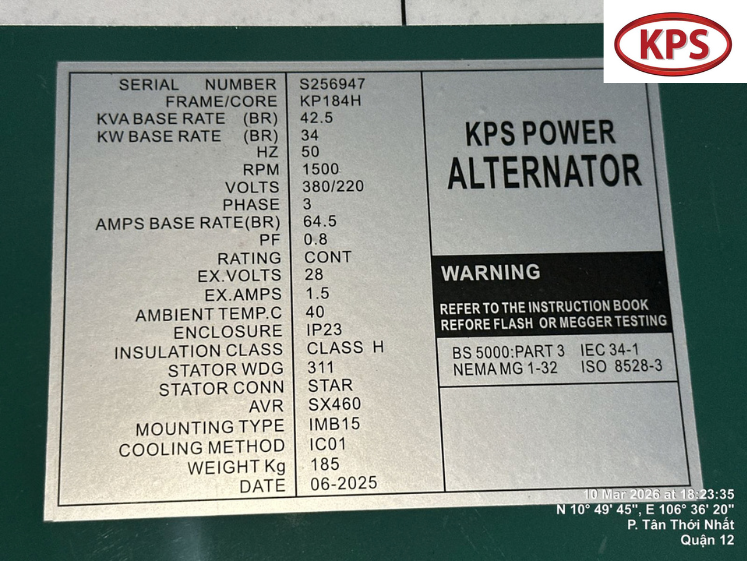 KPS
SERIAL NUMBER S256947
FRAME/CORE KP184H
KVA BASE RATE (BR) 42.5
KW BASE RATE (BR) 34
HZ 50
RPM 1500
VOLTS 380/220
PHASE 3
AMPS BASE RATE(BR) 64.5
PF 0.8
RATING CONT
EX.VOLTS 28
EX.AMPS 1.5
AMBIENT TEMP.C 40
ENCLOSURE IP23
INSULATION CLASS CLASS H
STATOR WDG 311
STATOR CONN STAR
AVR SX460
MOUNTING TYPE IMB15
COOLING METHOD IC01
WEIGHT Kg 185
DATE 06-2025
KPS POWER
ALTERNATOR
WARNING
REFER TO THE INSTRUCTION BOOK
REFORE FLASH OR MEGGER TESTING
BS 5000:PART 3 IEC 34-1
NEMA MG 1-32 ISO 8528-3
10 Mar 2026 at 18:23:35
N 10° 49' 45", E 106° 36' 20"
P. Tân Thới Nhất
Quận 12